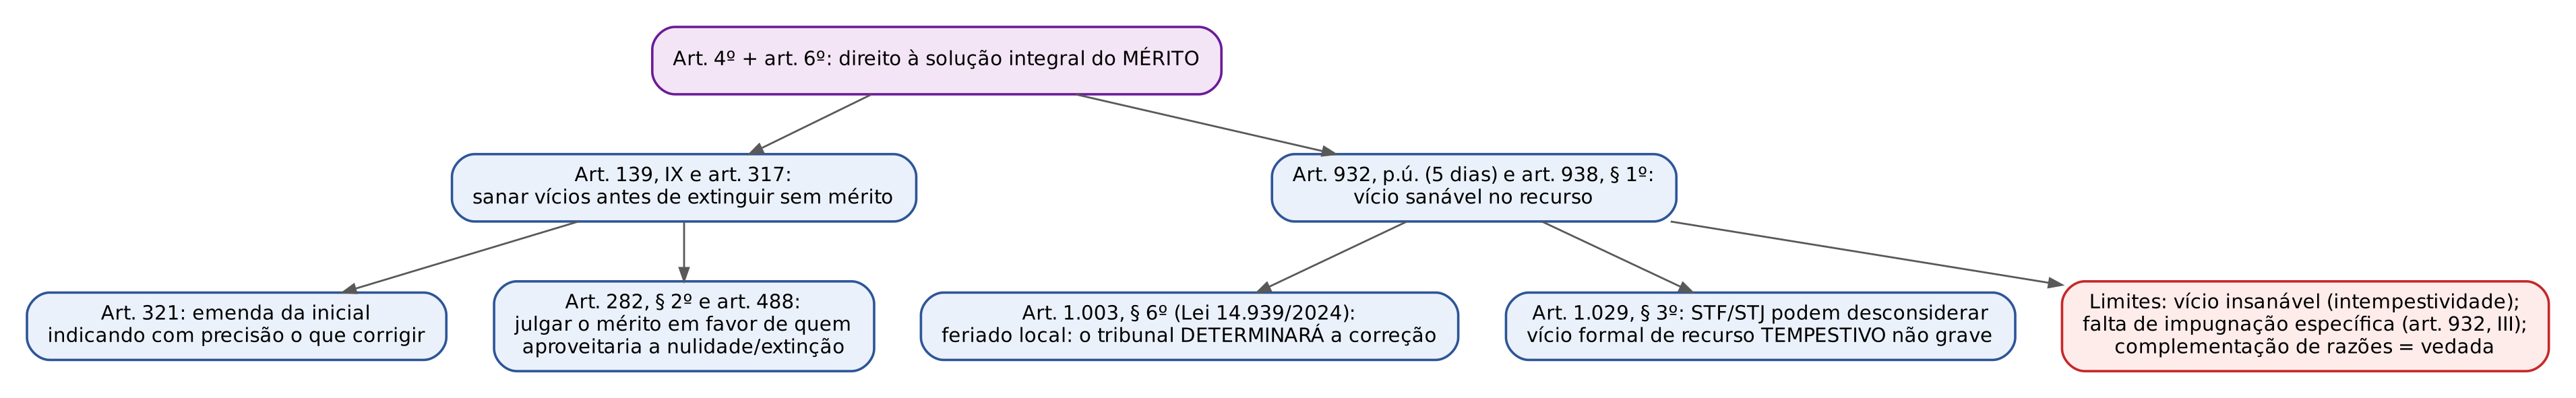 Art. 4º + art. 6º: direito à solução integral do MÉRITO
Art. 139, IX e art. 317:
sanar vícios antes de extinguir sem mérito
Art. 932, p.ú. (5 dias) e art. 938, § 1º:
vício sanável no recurso
Art. 321: emenda da inicial
indicando com precisão o que corrigir
Art. 282, § 2º e art. 488:
julgar o mérito em favor de quem
aproveitaria a nulidade/extinção
Art. 1.003, § 6º (Lei 14.939/2024):
feriado local: o tribunal DETERMINARÁ a correção
Art. 1.029, § 3º: STF/STJ podem desconsiderar
vício formal de recurso TEMPESTIVO não grave
Limites: vício insanável (intempestividade);
falta de impugnação específica (art. 932, III);
complementação de razões = vedada